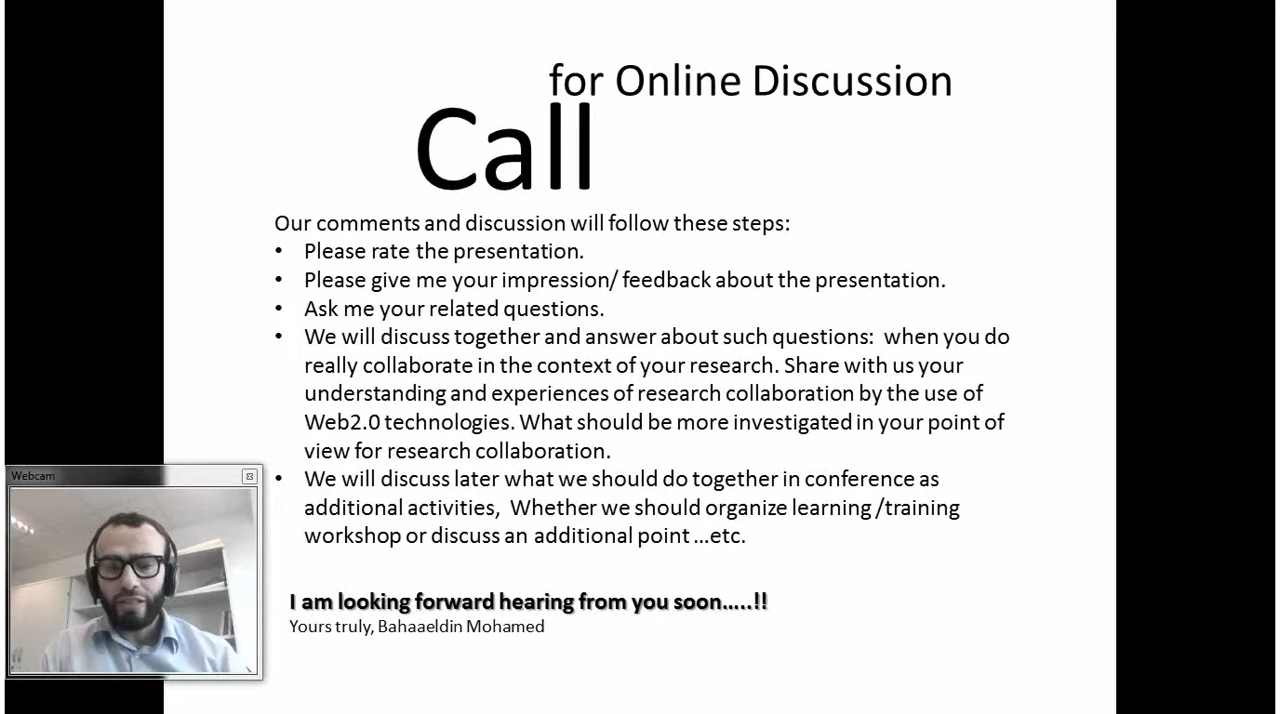 for Online Discussion
Call
Our comments and discussion will follow these steps:
• Please rate the presentation.
• Please give me your impression/ feedback about the presentation.
• Ask me your related questions.
• We will discuss together and answer about such questions:  when you do
really collaborate in the context of your research. Share with us your
understanding and experiences of research collaboration by the use of
Web2.0 technologies. What should be more investigated in your point of
view for research collaboration.
• We will discuss later what we should do together in conference as
additional activities,  Whether we should organize learning /training
workshop or discuss an additional point ...etc.
Webcam
I am looking forward hearing from you soon.....!!
Yours truly, Bahaaeldin Mohamed